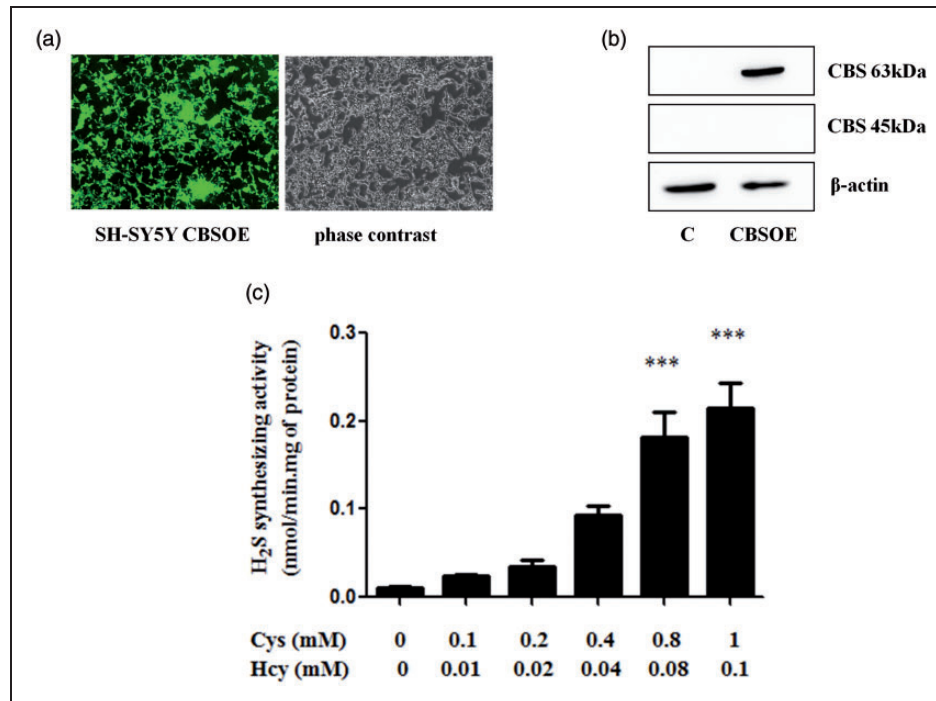 (a)
SH-SY5Y CBSOE phase contrast
(b)
CBS 63kDa
CBS 45kDa
β-actin
C CBSOE
(c)
H₂S synthesizing activity
(nmol/min.mg of protein)
0.3
0.2
0.1
0.0
*** ***
Cys (mM) 0 0.1 0.2 0.4 0.8 1
Hcy (mM) 0 0.01 0.02 0.04 0.08 0.1